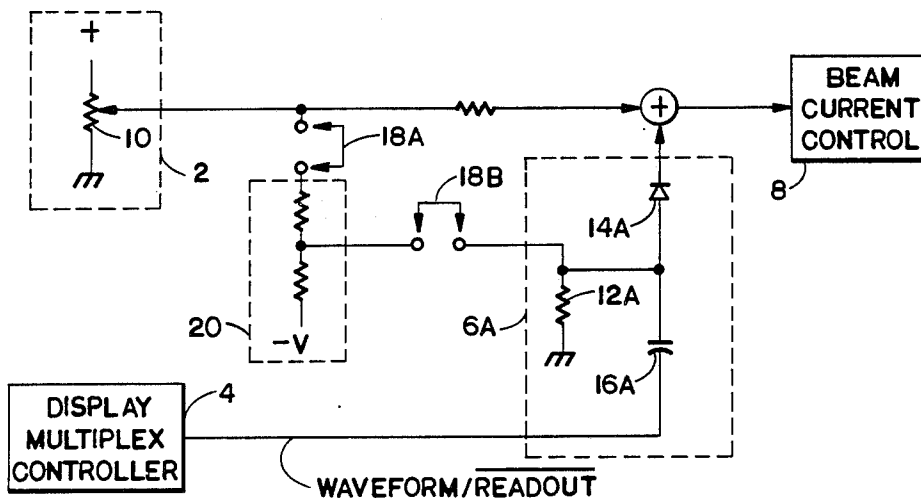 +
10
2
18A
18B
+
BEAM
CURRENT
CONTROL
8
14A
12A
6A
16A
20
-V
4
DISPLAY
MULTIPLEX
CONTROLLER
WAVEFORM/READOUT